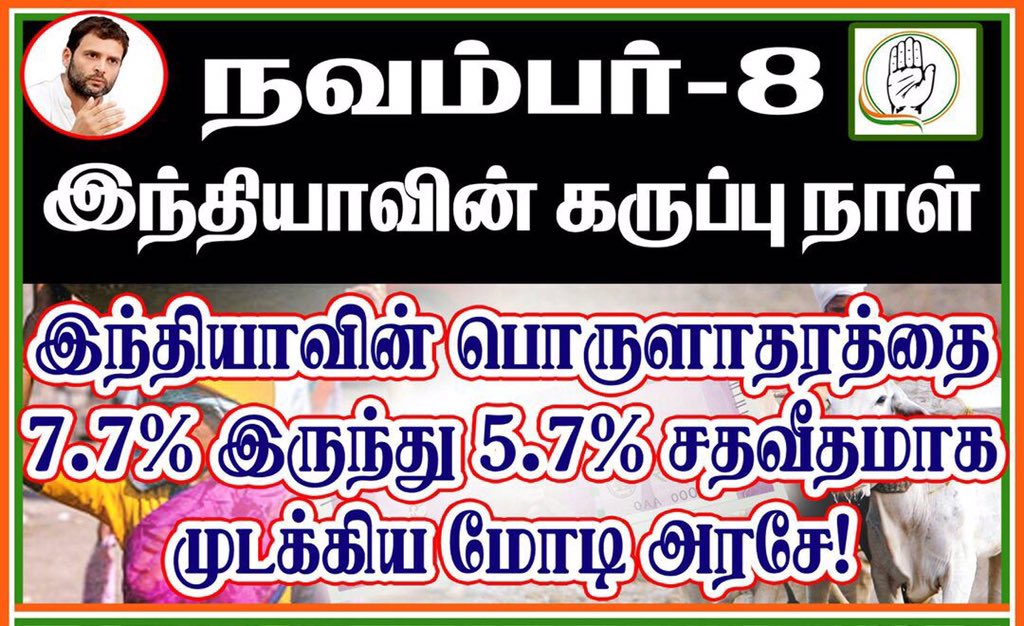 நவம்பர்-8
இந்தியாவின் கருப்பு நாள்
இந்தியாவின் பொருளாதரத்தை
7.7% இருந்து 5.7% சதவீதமாக
முடக்கிய மோடி அரசே!